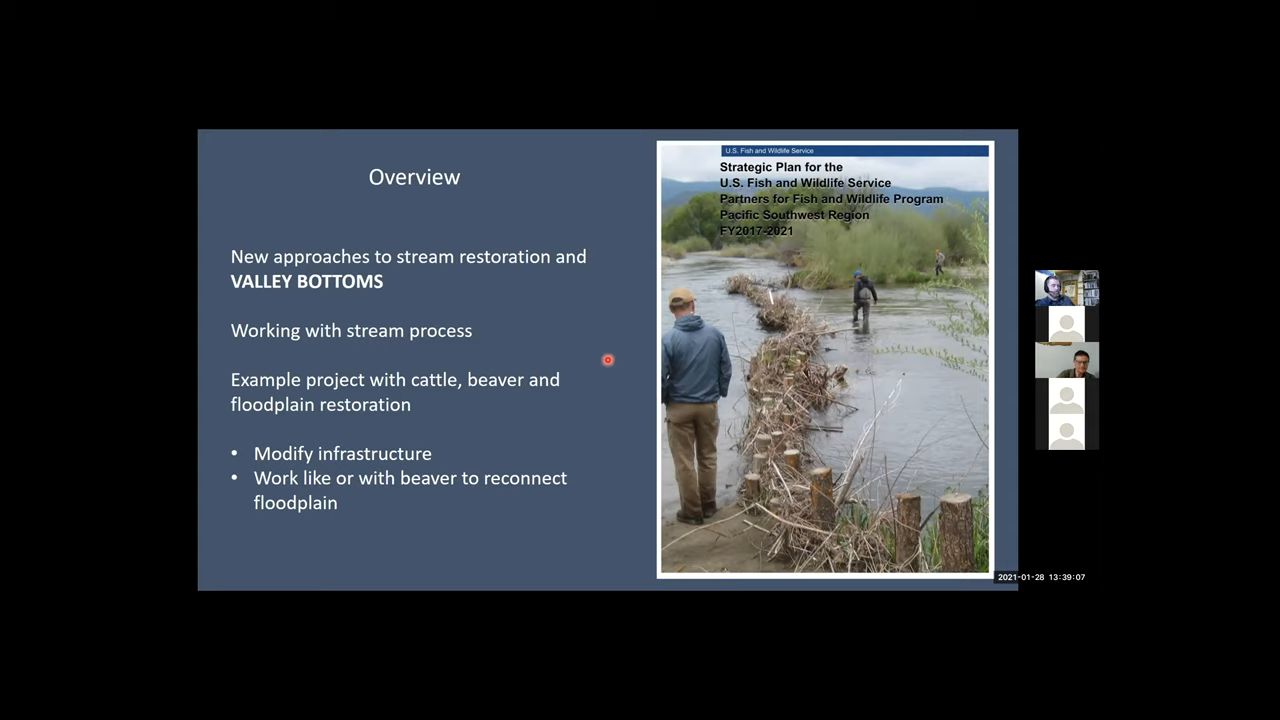 Overview
New approaches to stream restoration and
VALLEY BOTTOMS
Working with stream process
Example project with cattle, beaver and
floodplain restoration
• Modify infrastructure
• Work like or with beaver to reconnect
floodplain
U.S. Fish and Wildlife Service
Strategic Plan for the
U.S. Fish and Wildlife Service
Partners for Fish and Wildlife Program
Pacific Southwest Region
FY2017-2021
2021-01-28 13:39:07